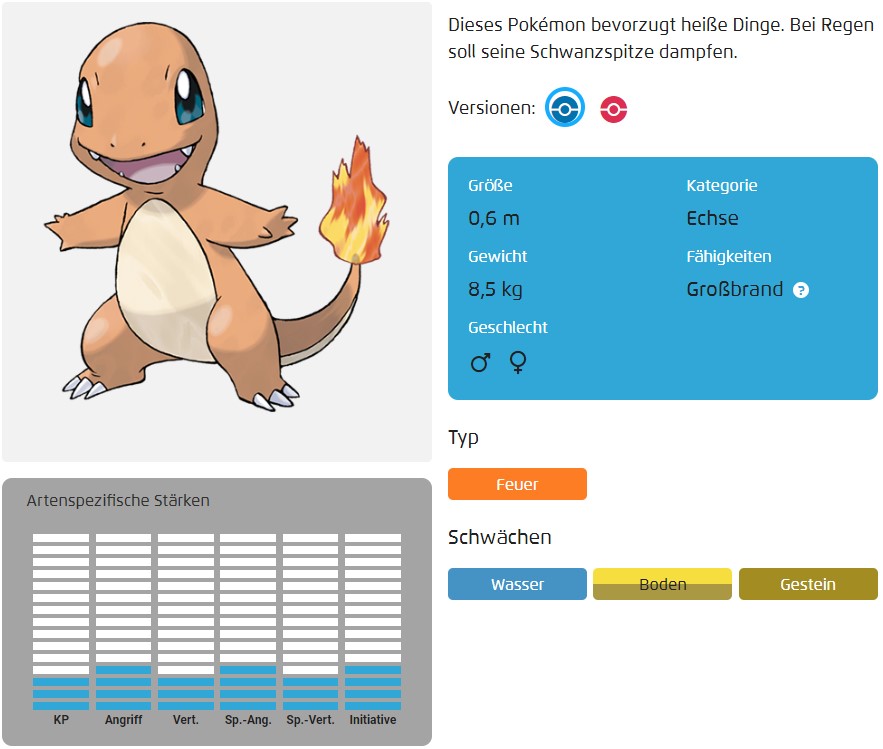 Dieses Pokémon bevorzugt heiße Dinge. Bei Regen
soll seine Schwanzspitze dampfen.
Versionen:
Größe
0,6 m
Gewicht
8,5 kg
Geschlecht
Kategorie
Echse
Fähigkeiten
Großbrand ?
Typ
Feuer
Schwächen
Wasser Boden Gestein
Artenspezifische Stärken
KP Angriff Vert. Sp.-Ang. Sp.-Vert. Initiative